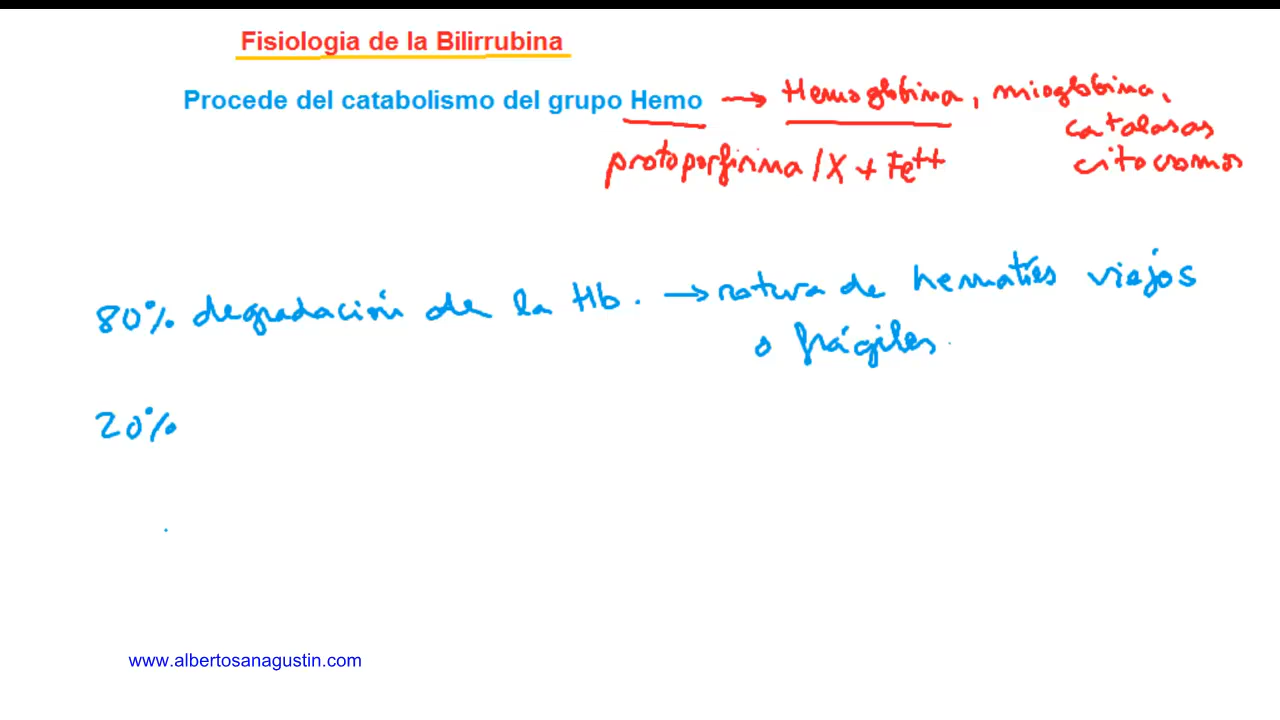 Fisiologia de la Bilirrubina
Procede del catabolismo del grupo Hemo → Hemoglobina, mioglobina,
catalasas
citocromos
protoporfirina IX + Fe++
80% degradación de la Hb. → rotura de hematíes viejos
o frágiles
20%
www.albertosanagustin.com